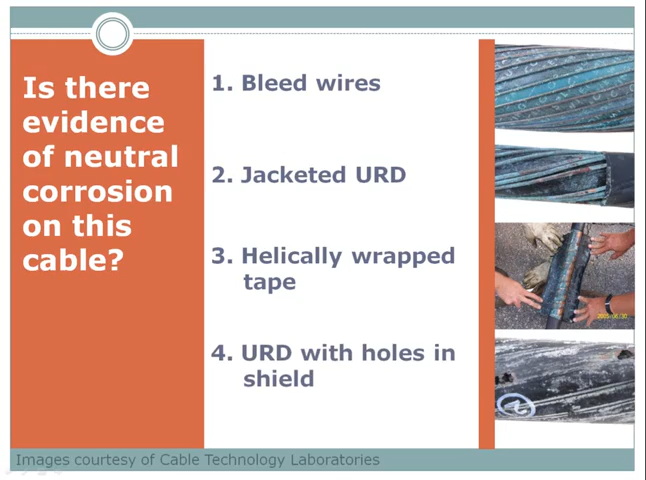 Is there
evidence
of neutral
corrosion
on this
cable?
1. Bleed wires
2. Jacketed URD
3. Helically wrapped
tape
4. URD with holes in
shield
Images courtesy of Cable Technology Laboratories